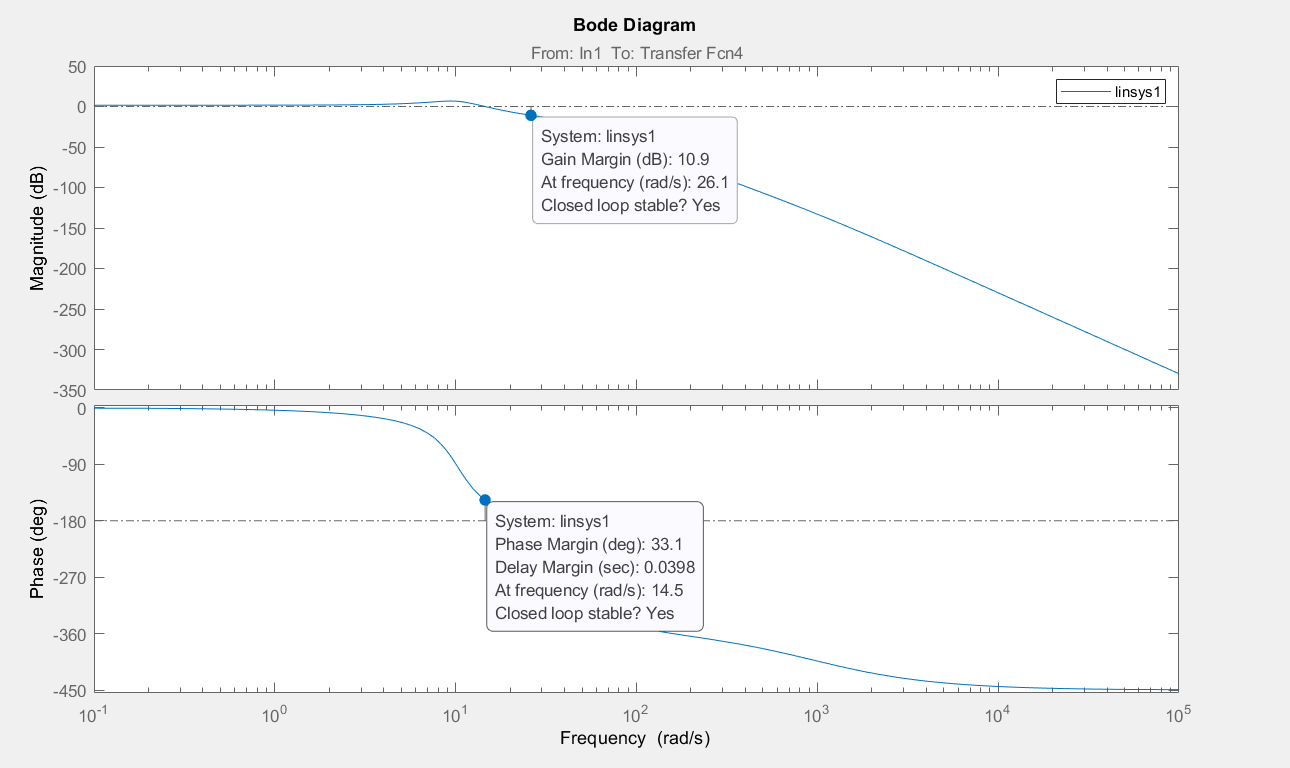 Bode Diagram
From: In1 To: Transfer Fcn4
50
0
-50
-100
-150
-200
-250
-300
-350
Magnitude (dB)
linsys1
System: linsys1
Gain Margin (dB): 10.9
At frequency (rad/s): 26.1
Closed loop stable? Yes
0
-90
-180
-270
-360
-450
Phase (deg)
System: linsys1
Phase Margin (deg): 33.1
Delay Margin (sec): 0.0398
At frequency (rad/s): 14.5
Closed loop stable? Yes
10⁻¹ 10⁰ 10¹ 10² 10³ 10⁴ 10⁵
Frequency (rad/s)